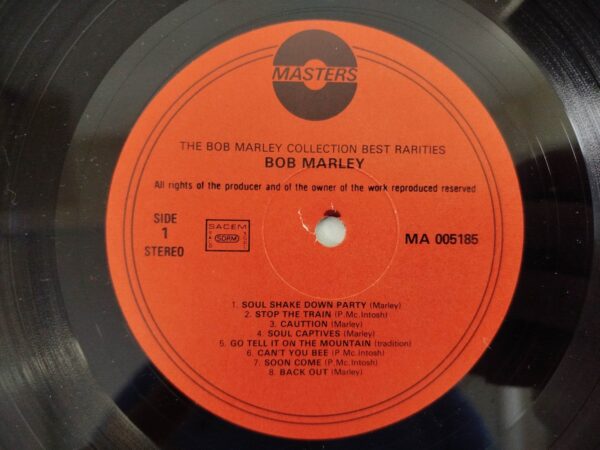 MASTERS
THE BOB MARLEY COLLECTION BEST RARITIES
BOB MARLEY
All rights of the producer and of the owner of the work reproduced reserved
SIDE
1
STEREO
SACEM
SDRM
MA 005185
1. SOUL SHAKE DOWN PARTY (Marley)
2. STOP THE TRAIN (P. Mc. Intosh)
3. CAUTTION (Marley)
4. SOUL CAPTIVES (Marley)
5. GO TELL IT ON THE MOUNTAIN (tradition)
6. CAN'T YOU BEE (P. Mc. Intosh)
7. SOON COME (P.Mc. Intosh)
8. BACK OUT (Marley)